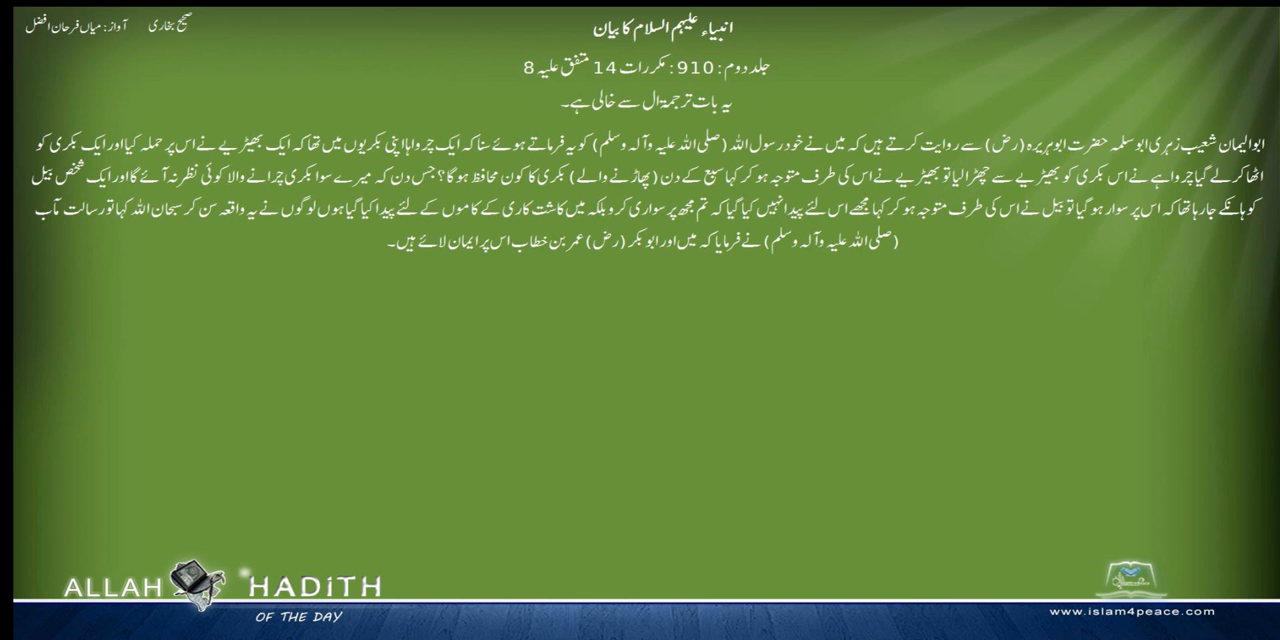 صحیح بخاری
آواز: میاں فرحان افضل
انبیاء علیہم السلام کا بیان
جلد دوم: 910: مکررات 14 متفق علیہ 8
یہ بات ترجمۃ ال سے خالی ہے۔
ابوالیمان شعیب زہری ابوسلمہ حضرت ابوہریرہ (رض) سے روایت کرتے ہیں کہ میں نے خود رسول اللہ (صلی اللہ علیہ وآلہ وسلم) کو یہ فرماتے ہوئے سنا کہ ایک چرواہا اپنی بکریوں میں تھا کہ ایک بھیڑیے نے اس پر حملہ کیا اور ایک بکری کو
اٹھا کر لے گیا چرواہے نے اس بکری کو بھیڑیے سے چھڑا لیا تو بھیڑیے نے اس کی طرف متوجہ ہو کر کہا سبع کے دن (پھاڑنے والے) بکری کا کون محافظ ہوگا؟ جس دن کہ میرے سوا بکری چرانے والا کوئی نظر نہ آئے گا اور ایک شخص بیل
کو ہانکے جا رہا تھا کہ اس پر سوار ہو گیا تو بیل نے اس کی طرف متوجہ ہو کر کہا مجھے اس لئے پیدا نہیں کیا گیا کہ تم مجھ پر سواری کرو بلکہ میں کاشت کاری کے کاموں کے لئے پیدا کیا گیا ہوں لوگوں نے یہ واقعہ سن کر سبحان اللہ کہا تو رسالت مآب
(صلی اللہ علیہ وآلہ وسلم) نے فرمایا کہ میں اور ابوبکر (رض) عمر بن خطاب اس پر ایمان لائے ہیں۔
ALLAH HADITH
OF THE DAY
www.islam4peace.com